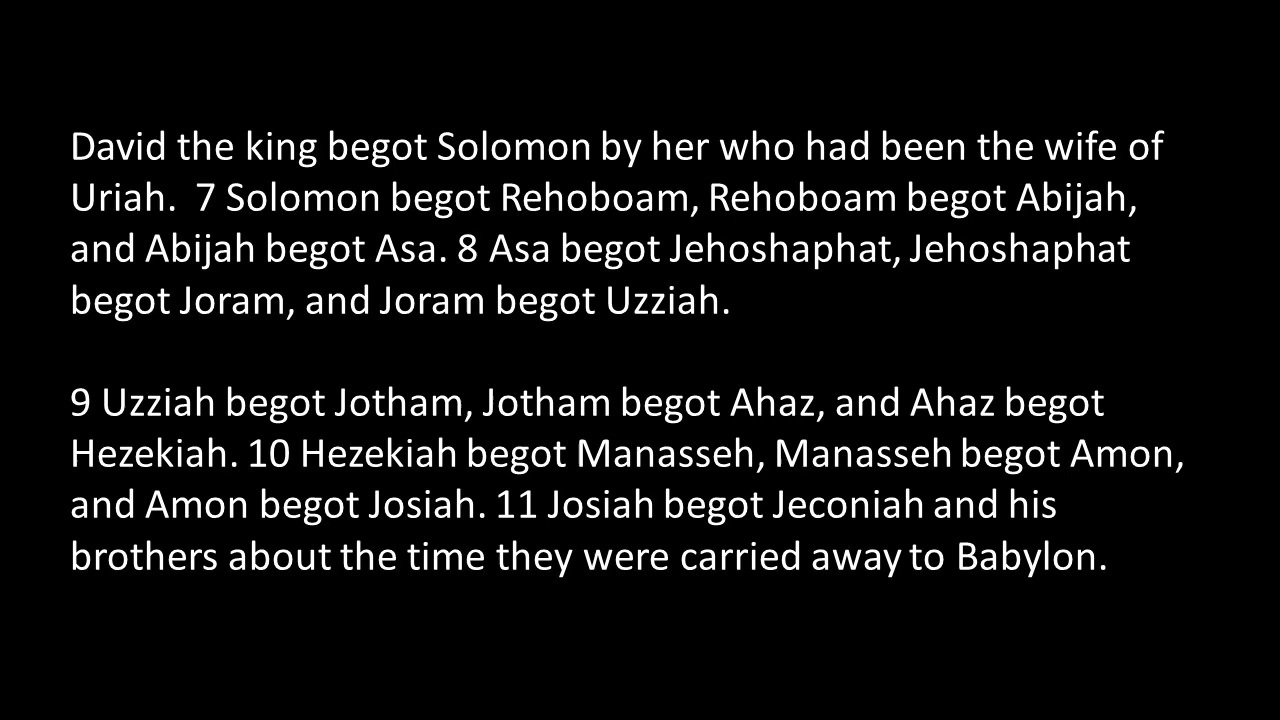 David the king begot Solomon by her who had been the wife of
Uriah.  7 Solomon begot Rehoboam, Rehoboam begot Abijah,
and Abijah begot Asa. 8 Asa begot Jehoshaphat, Jehoshaphat
begot Joram, and Joram begot Uzziah.
9 Uzziah begot Jotham, Jotham begot Ahaz, and Ahaz begot
Hezekiah. 10 Hezekiah begot Manasseh, Manasseh begot Amon,
and Amon begot Josiah. 11 Josiah begot Jeconiah and his
brothers about the time they were carried away to Babylon.